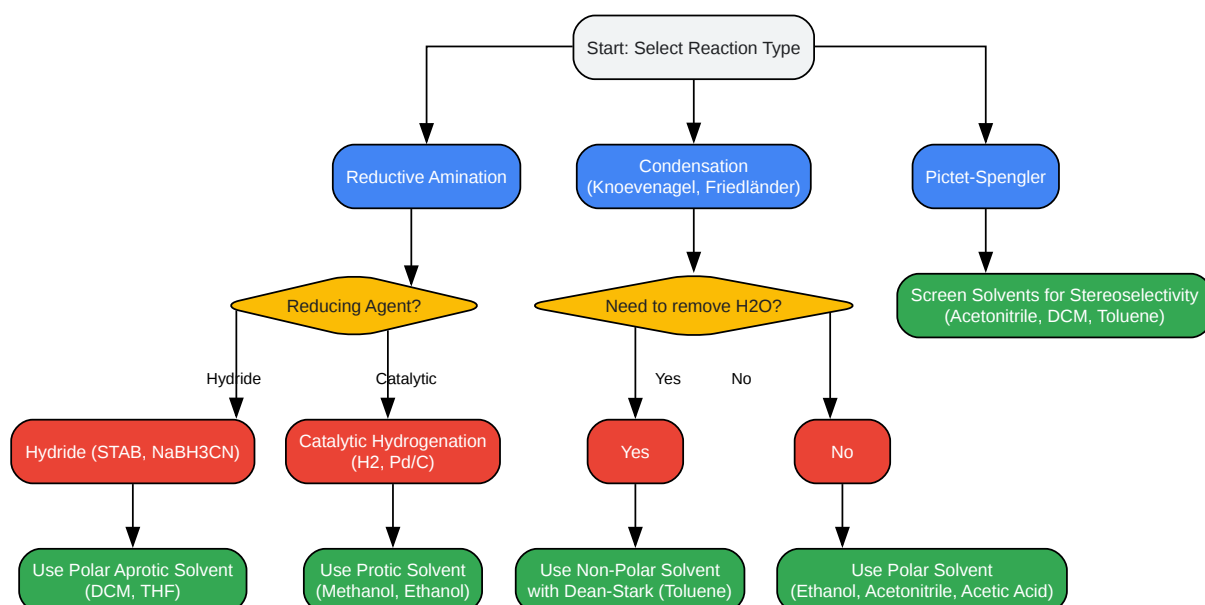 Start: Select Reaction Type
Reductive Amination
Condensation
(Knoevenagel, Friedländer)
Pictet-Spengler
Reducing Agent?
Need to remove H2O?
Screen Solvents for Stereoselectivity
(Acetonitrile, DCM, Toluene)
Hydride
Catalytic
Yes
No
Hydride (STAB, NaBH3CN)
Catalytic Hydrogenation
(H2, Pd/C)
Yes
No
Use Polar Aprotic Solvent
(DCM, THF)
Use Protic Solvent
(Methanol, Ethanol)
Use Non-Polar Solvent
with Dean-Stark (Toluene)
Use Polar Solvent
(Ethanol, Acetonitrile, Acetic Acid)